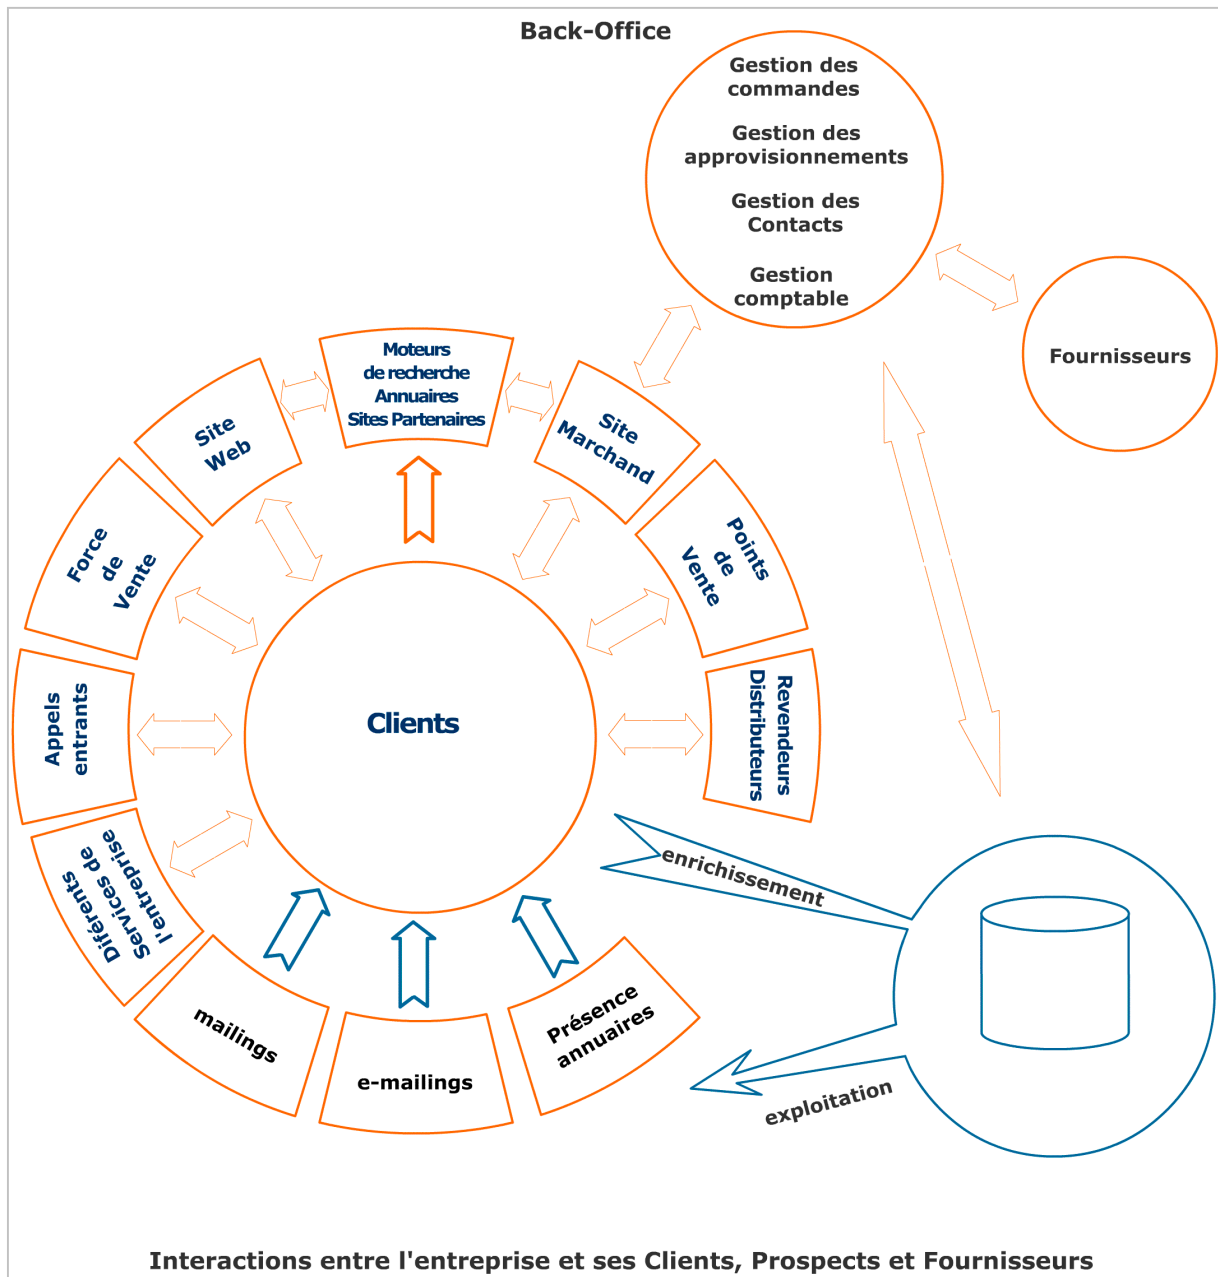 Back-Office
Gestion des
commandes
Gestion des
approvisionnements
Gestion des
Contacts
Gestion
comptable
Fournisseurs
Moteurs
de recherche
Annuaires
Sites Partenaires
Site
Web
Site
Marchand
Force
de
Vente
Points
de
Vente
Appels
entrants
Clients
Revendeurs
Distributeurs
Diférents
Services de
l'entreprise
enrichissement
mailings
e-mailings
Présence
annuaires
exploitation
Interactions entre l'entreprise et ses Clients, Prospects et Fournisseurs